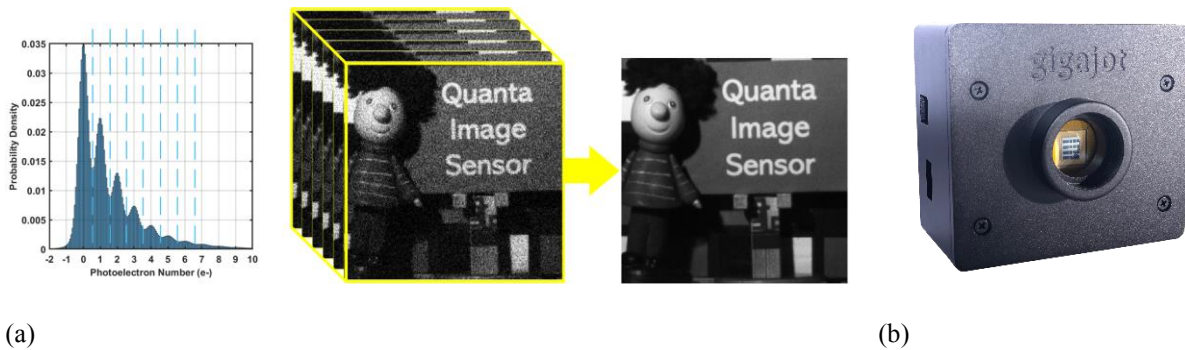 0.035
0.03
0.025
0.02
0.015
0.01
0.005
0
-2 -1 0 1 2 3 4 5 6 7 8 9 10
Probability Density
Photoelectron Number (e-)
Quanta
Image
Sensor
Quanta
Image
Sensor
gigajot
(a)
(b)